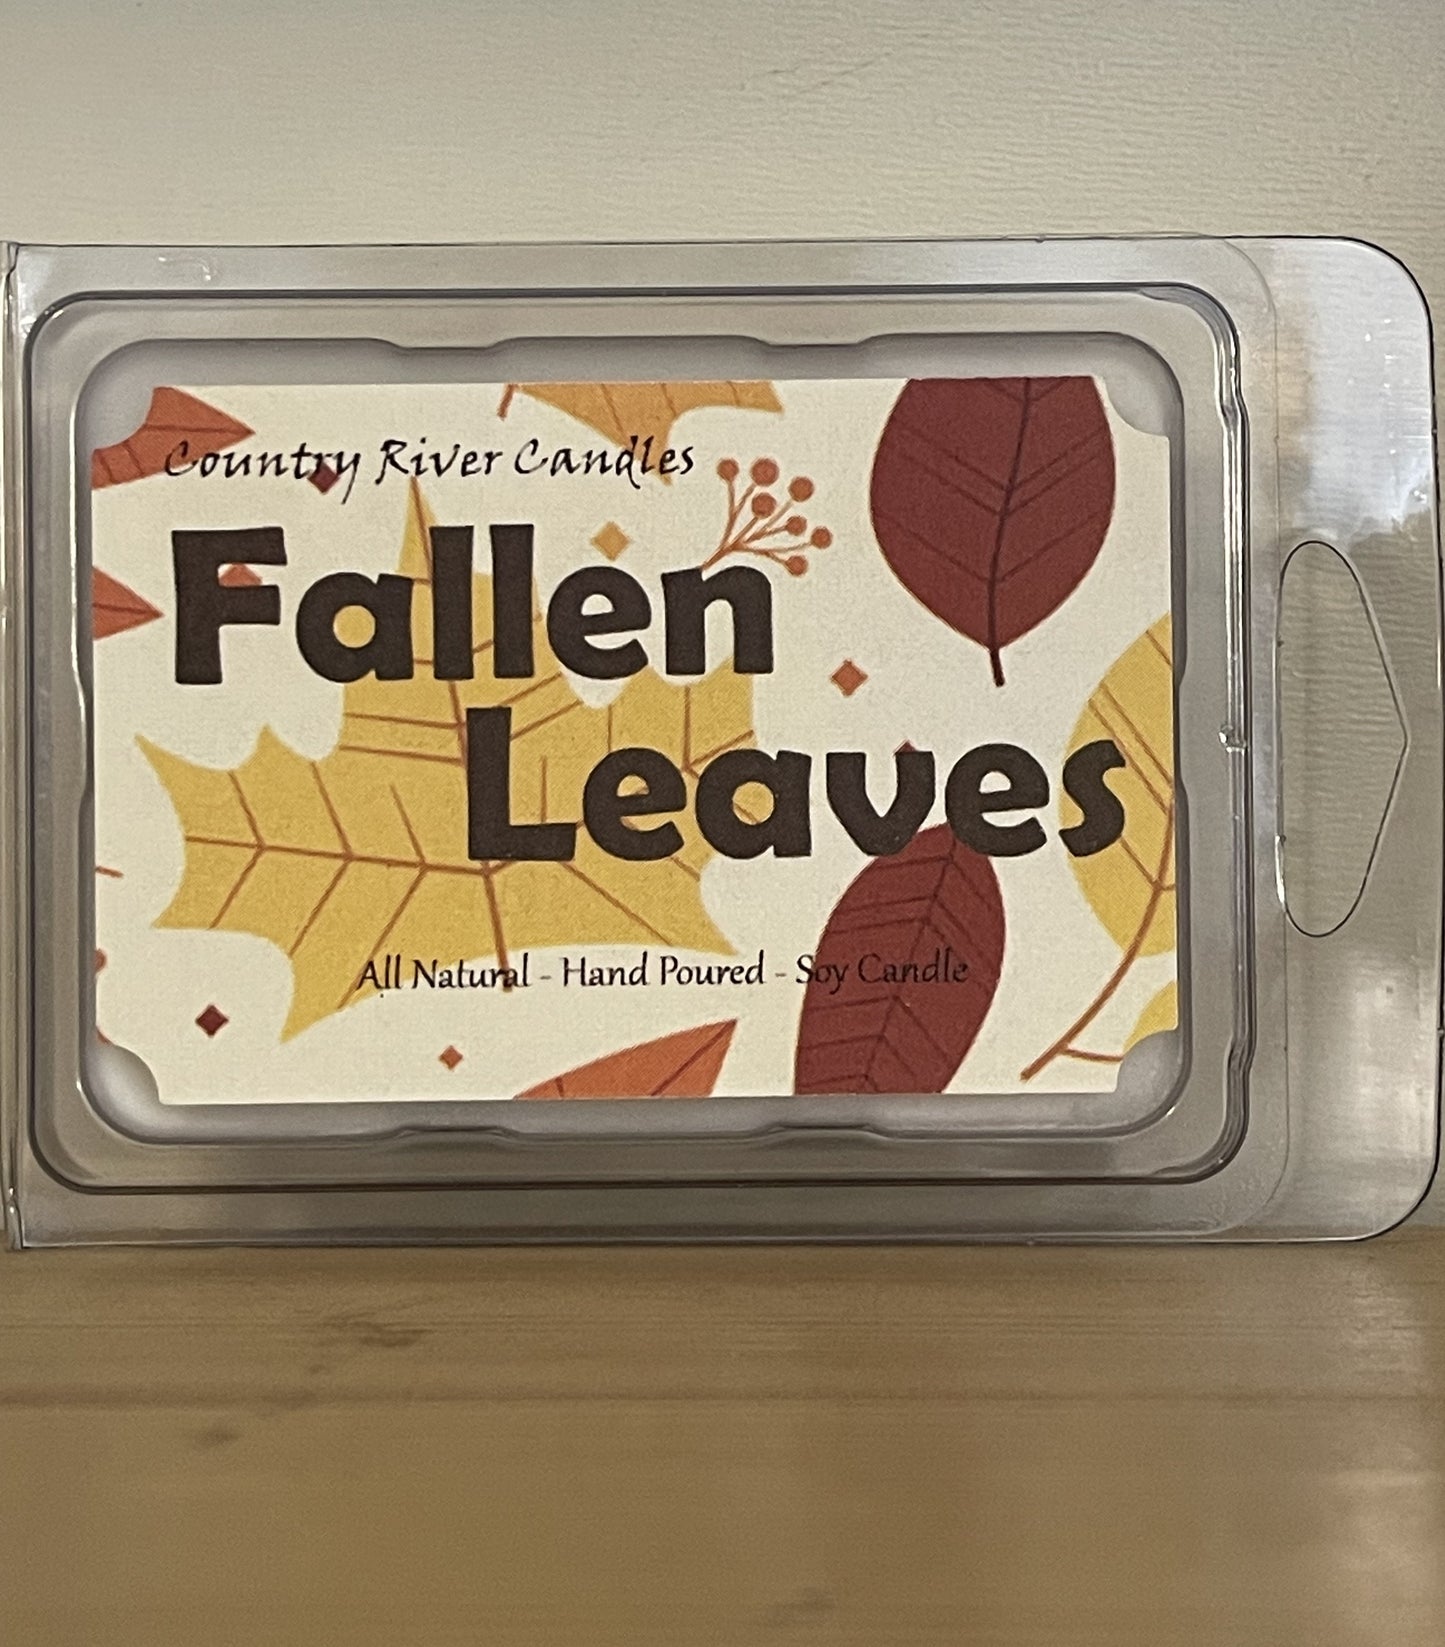 Country River Candles
Fallen
Leaves
All Natural - Hand Poured - Soy Candle